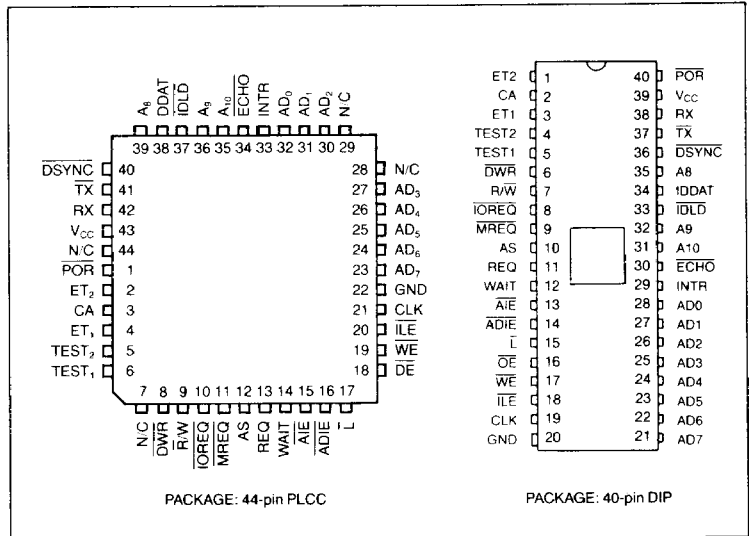 A₈ DDAT IDLD A₉ A₁₀ ECHO INTR AD₀ AD₁ AD₂ N/C
39 38 37 36 35 34 33 32 31 30 29
DSYNC 40
TX 41
RX 42
VCC 43
N/C 44
POR 1
ET₂ 2
CA 3
ET₁ 4
TEST₂ 5
TEST₁ 6
28 N/C
27 AD₃
26 AD₄
25 AD₅
24 AD₆
23 AD₇
22 GND
21 CLK
20 ILE
19 WE
18 DE
7 8 9 10 11 12 13 14 15 16 17
N/C DWR R/W IOREQ MREQ AS REQ WAIT AIE ADIE L
PACKAGE: 44-pin PLCC
ET2 1 40 POR
CA 2 39 VCC
ET1 3 38 RX
TEST2 4 37 TX
TEST1 5 36 DSYNC
DWR 6 35 A8
R/W 7 34 IDDAT
IOREQ 8 33 IDLD
MREQ 9 32 A9
AS 10 31 A10
REQ 11 30 ECHO
WAIT 12 29 INTR
AIE 13 28 AD0
ADIE 14 27 AD1
L 15 26 AD2
OE 16 25 AD3
WE 17 24 AD4
ILE 18 23 AD5
CLK 19 22 AD6
GND 20 21 AD7
PACKAGE: 40-pin DIP